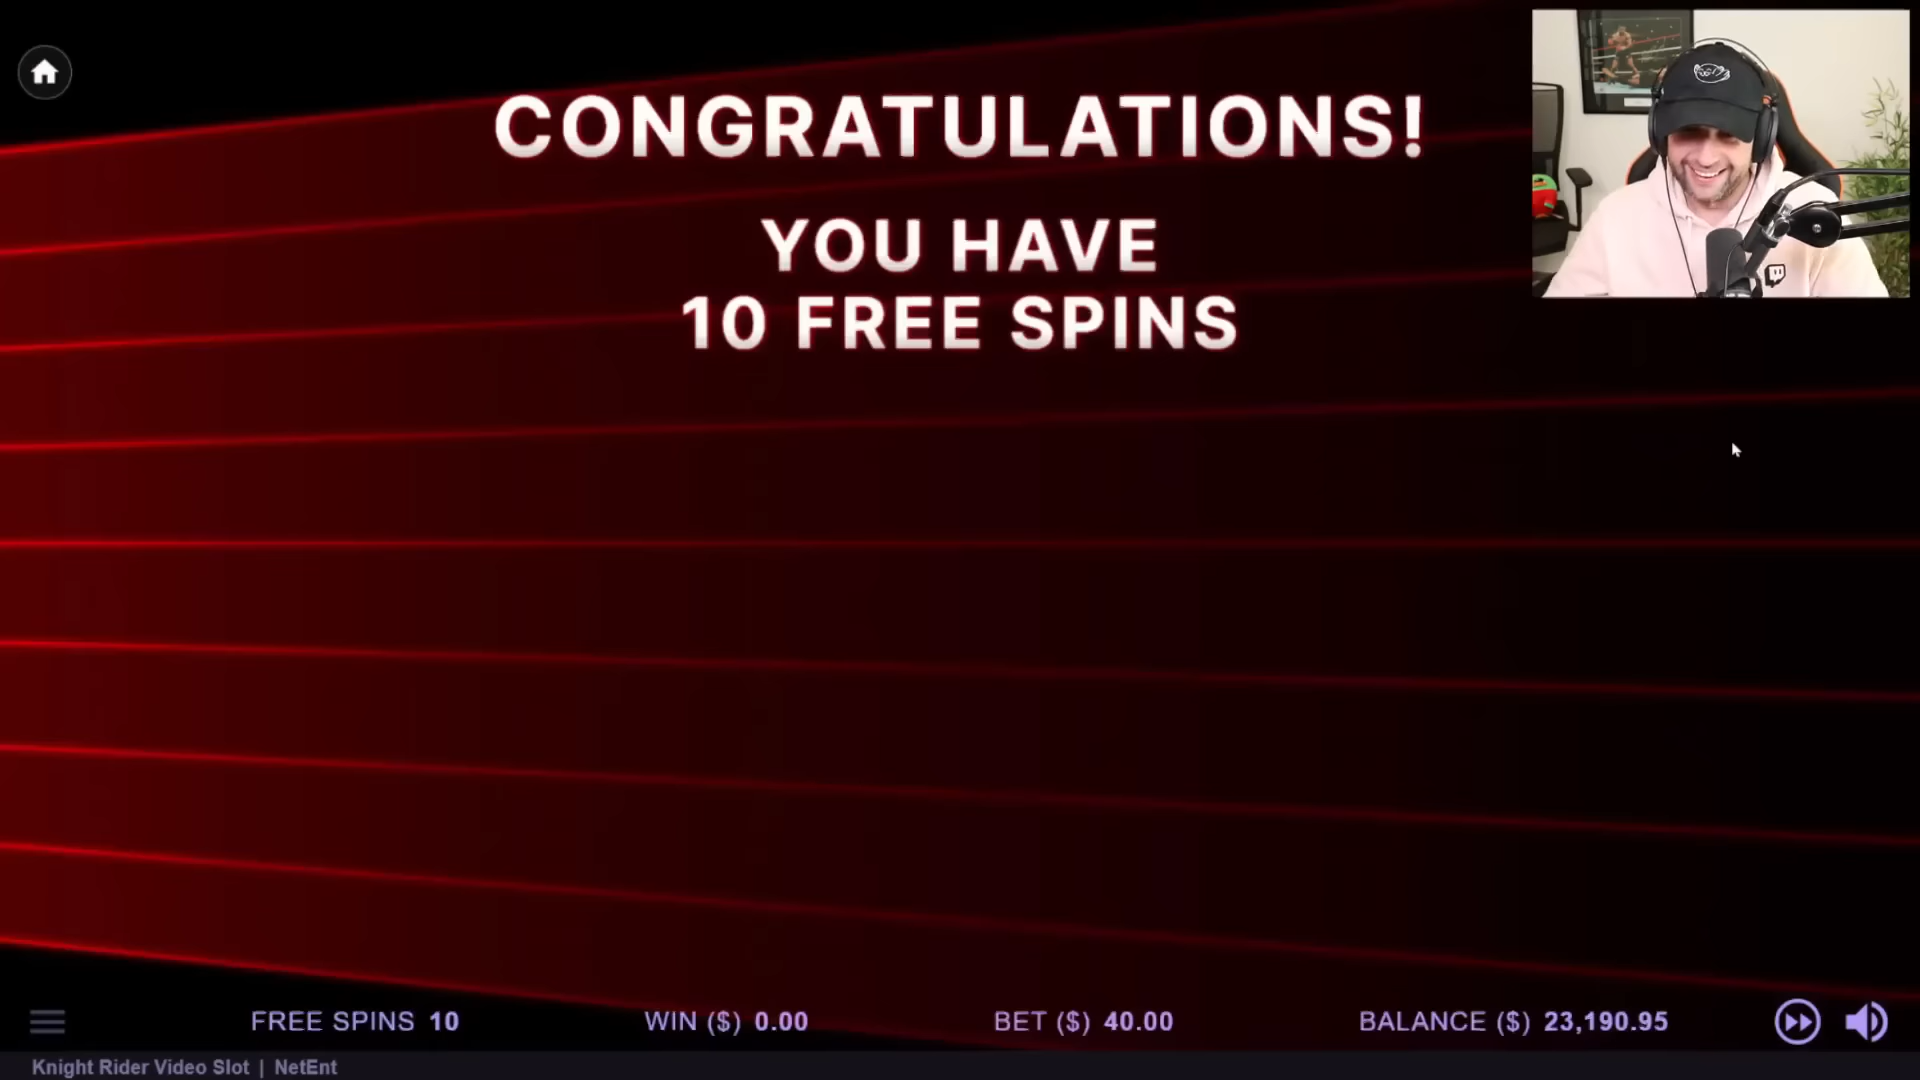 CONGRATULATIONS!
YOU HAVE
10 FREE SPINS
FREE SPINS 10 WIN ($) 0.00 BET ($) 40.00 BALANCE ($) 23,190.95
Knight Rider Video Slot | NetEnt